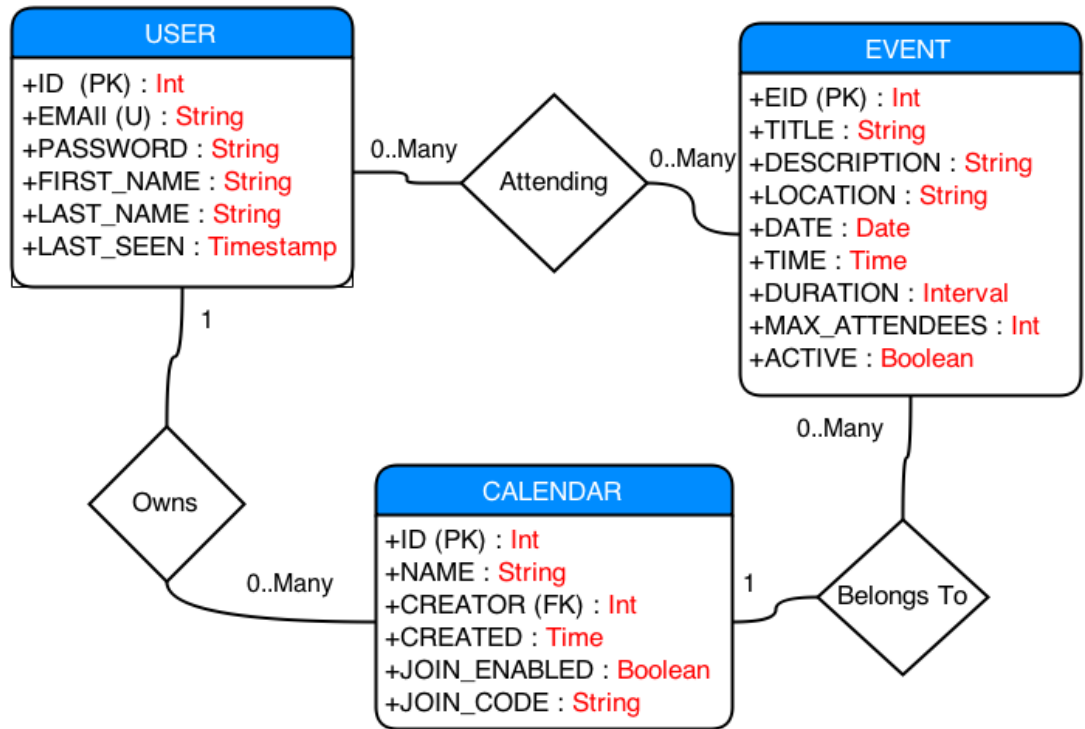 USER
+ID (PK) : Int
+EMAIl (U) : String
+PASSWORD : String
+FIRST_NAME : String
+LAST_NAME : String
+LAST_SEEN : Timestamp
0..Many
Attending
0..Many
EVENT
+EID (PK) : Int
+TITLE : String
+DESCRIPTION : String
+LOCATION : String
+DATE : Date
+TIME : Time
+DURATION : Interval
+MAX_ATTENDEES : Int
+ACTIVE : Boolean
1
Owns
0..Many
CALENDAR
+ID (PK) : Int
+NAME : String
+CREATOR (FK) : Int
+CREATED : Time
+JOIN_ENABLED : Boolean
+JOIN_CODE : String
1
Belongs To
0..Many